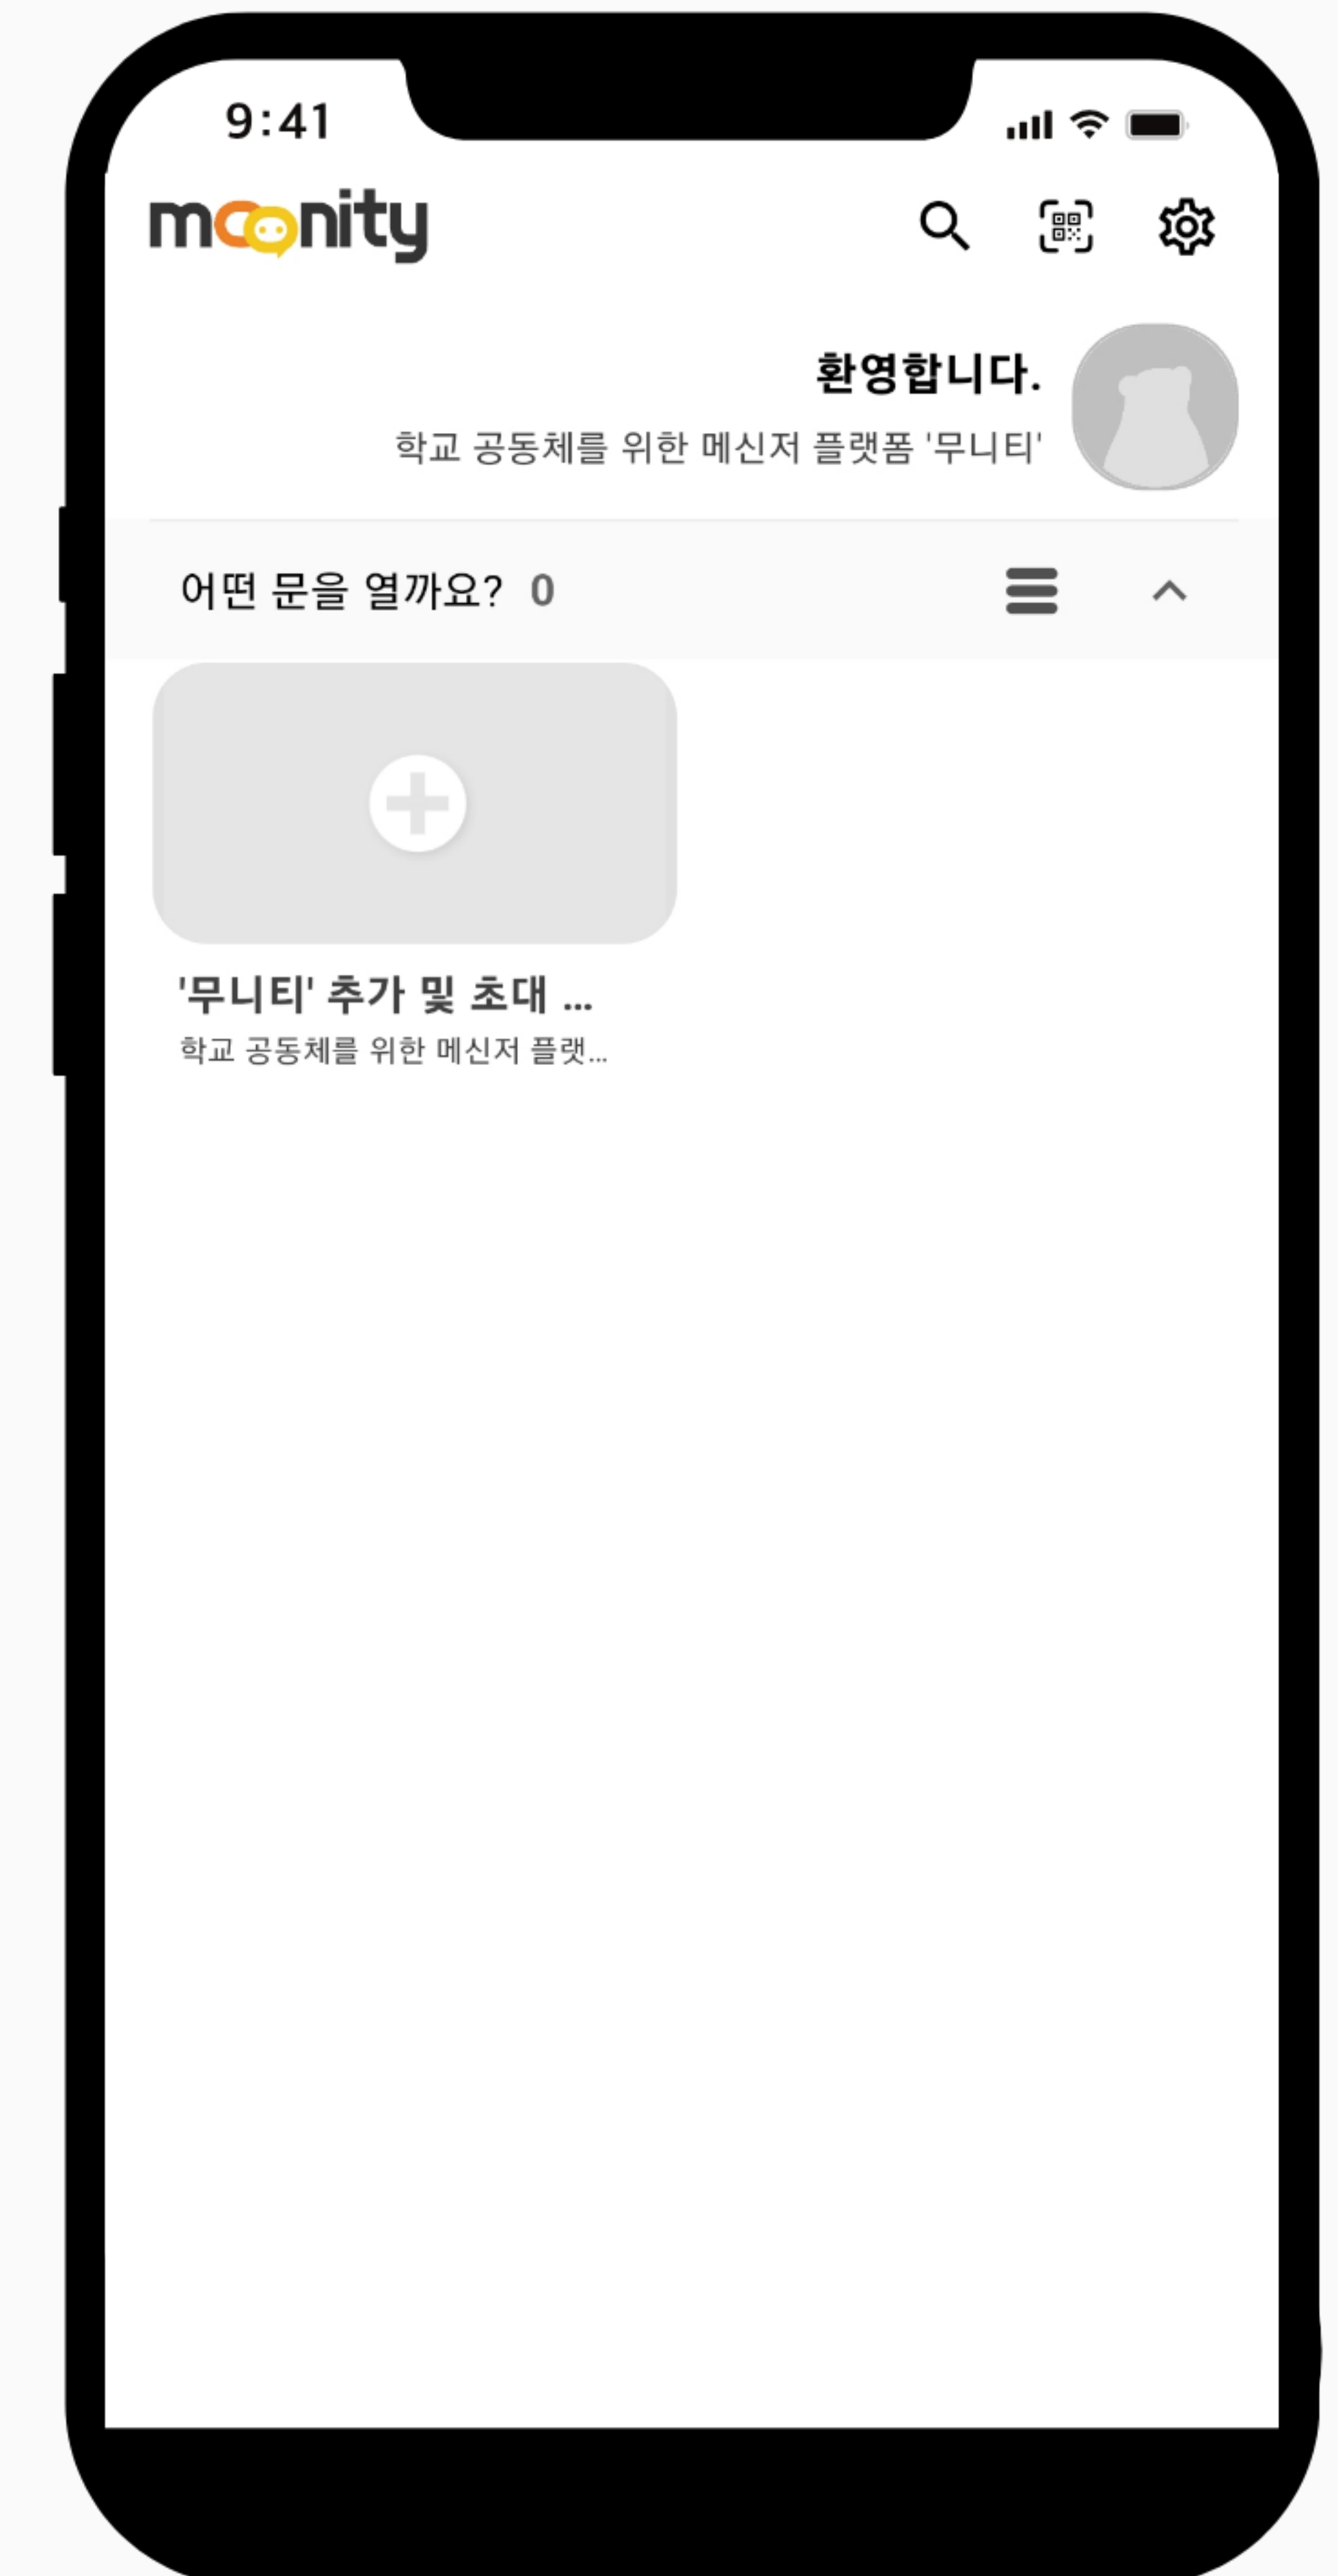 9:41
moonity
환영합니다.
학교 공동체를 위한 메신저 플랫폼 '무니티'
어떤 문을 열까요? 0
'무니티' 추가 및 초대 ...
학교 공동체를 위한 메신저 플랫...